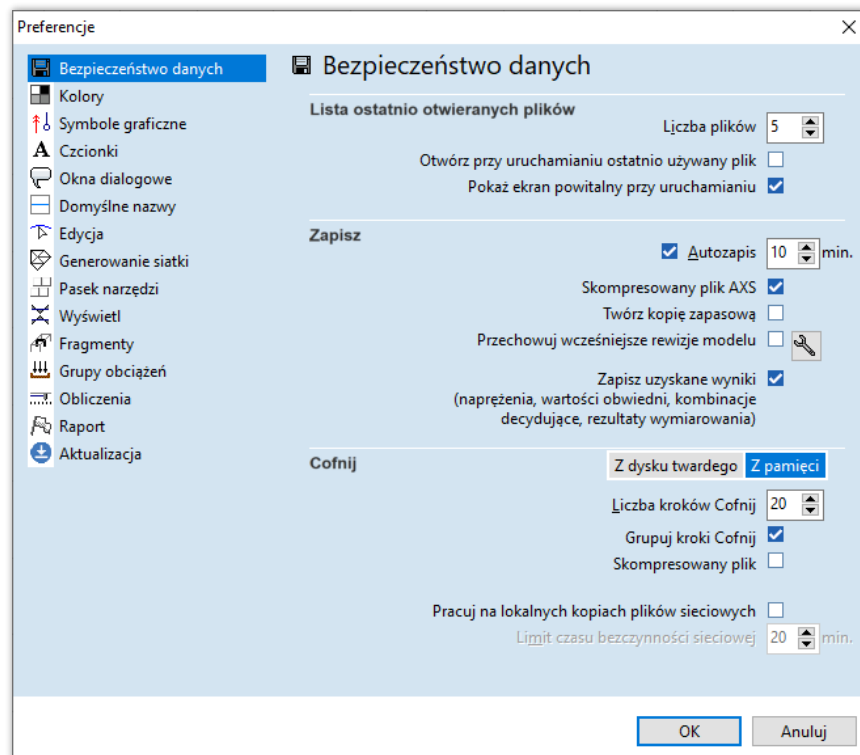 Preferencje
Bezpieczeństwo danych
Kolory
Symbole graficzne
Czcionki
Okna dialogowe
Domyślne nazwy
Edycja
Generowanie siatki
Pasek narzędzi
Wyświetl
Fragmenty
Grupy obciążeń
Obliczenia
Raport
Aktualizacja
Bezpieczeństwo danych
Lista ostatnio otwieranych plików
Liczba plików 5
Otwórz przy uruchamianiu ostatnio używany plik
Pokaż ekran powitalny przy uruchamianiu
Zapisz
Autozapis 10 min.
Skompresowany plik AXS
Twórz kopię zapasową
Przechowuj wcześniejsze rewizje modelu
Zapisz uzyskane wyniki
(naprężenia, wartości obwiedni, kombinacje
decydujące, rezultaty wymiarowania)
Cofnij
Z dysku twardego Z pamięci
Liczba kroków Cofnij 20
Grupuj kroki Cofnij
Skompresowany plik
Pracuj na lokalnych kopiach plików sieciowych
Limit czasu bezczynności sieciowej 20 min.
OK Anuluj